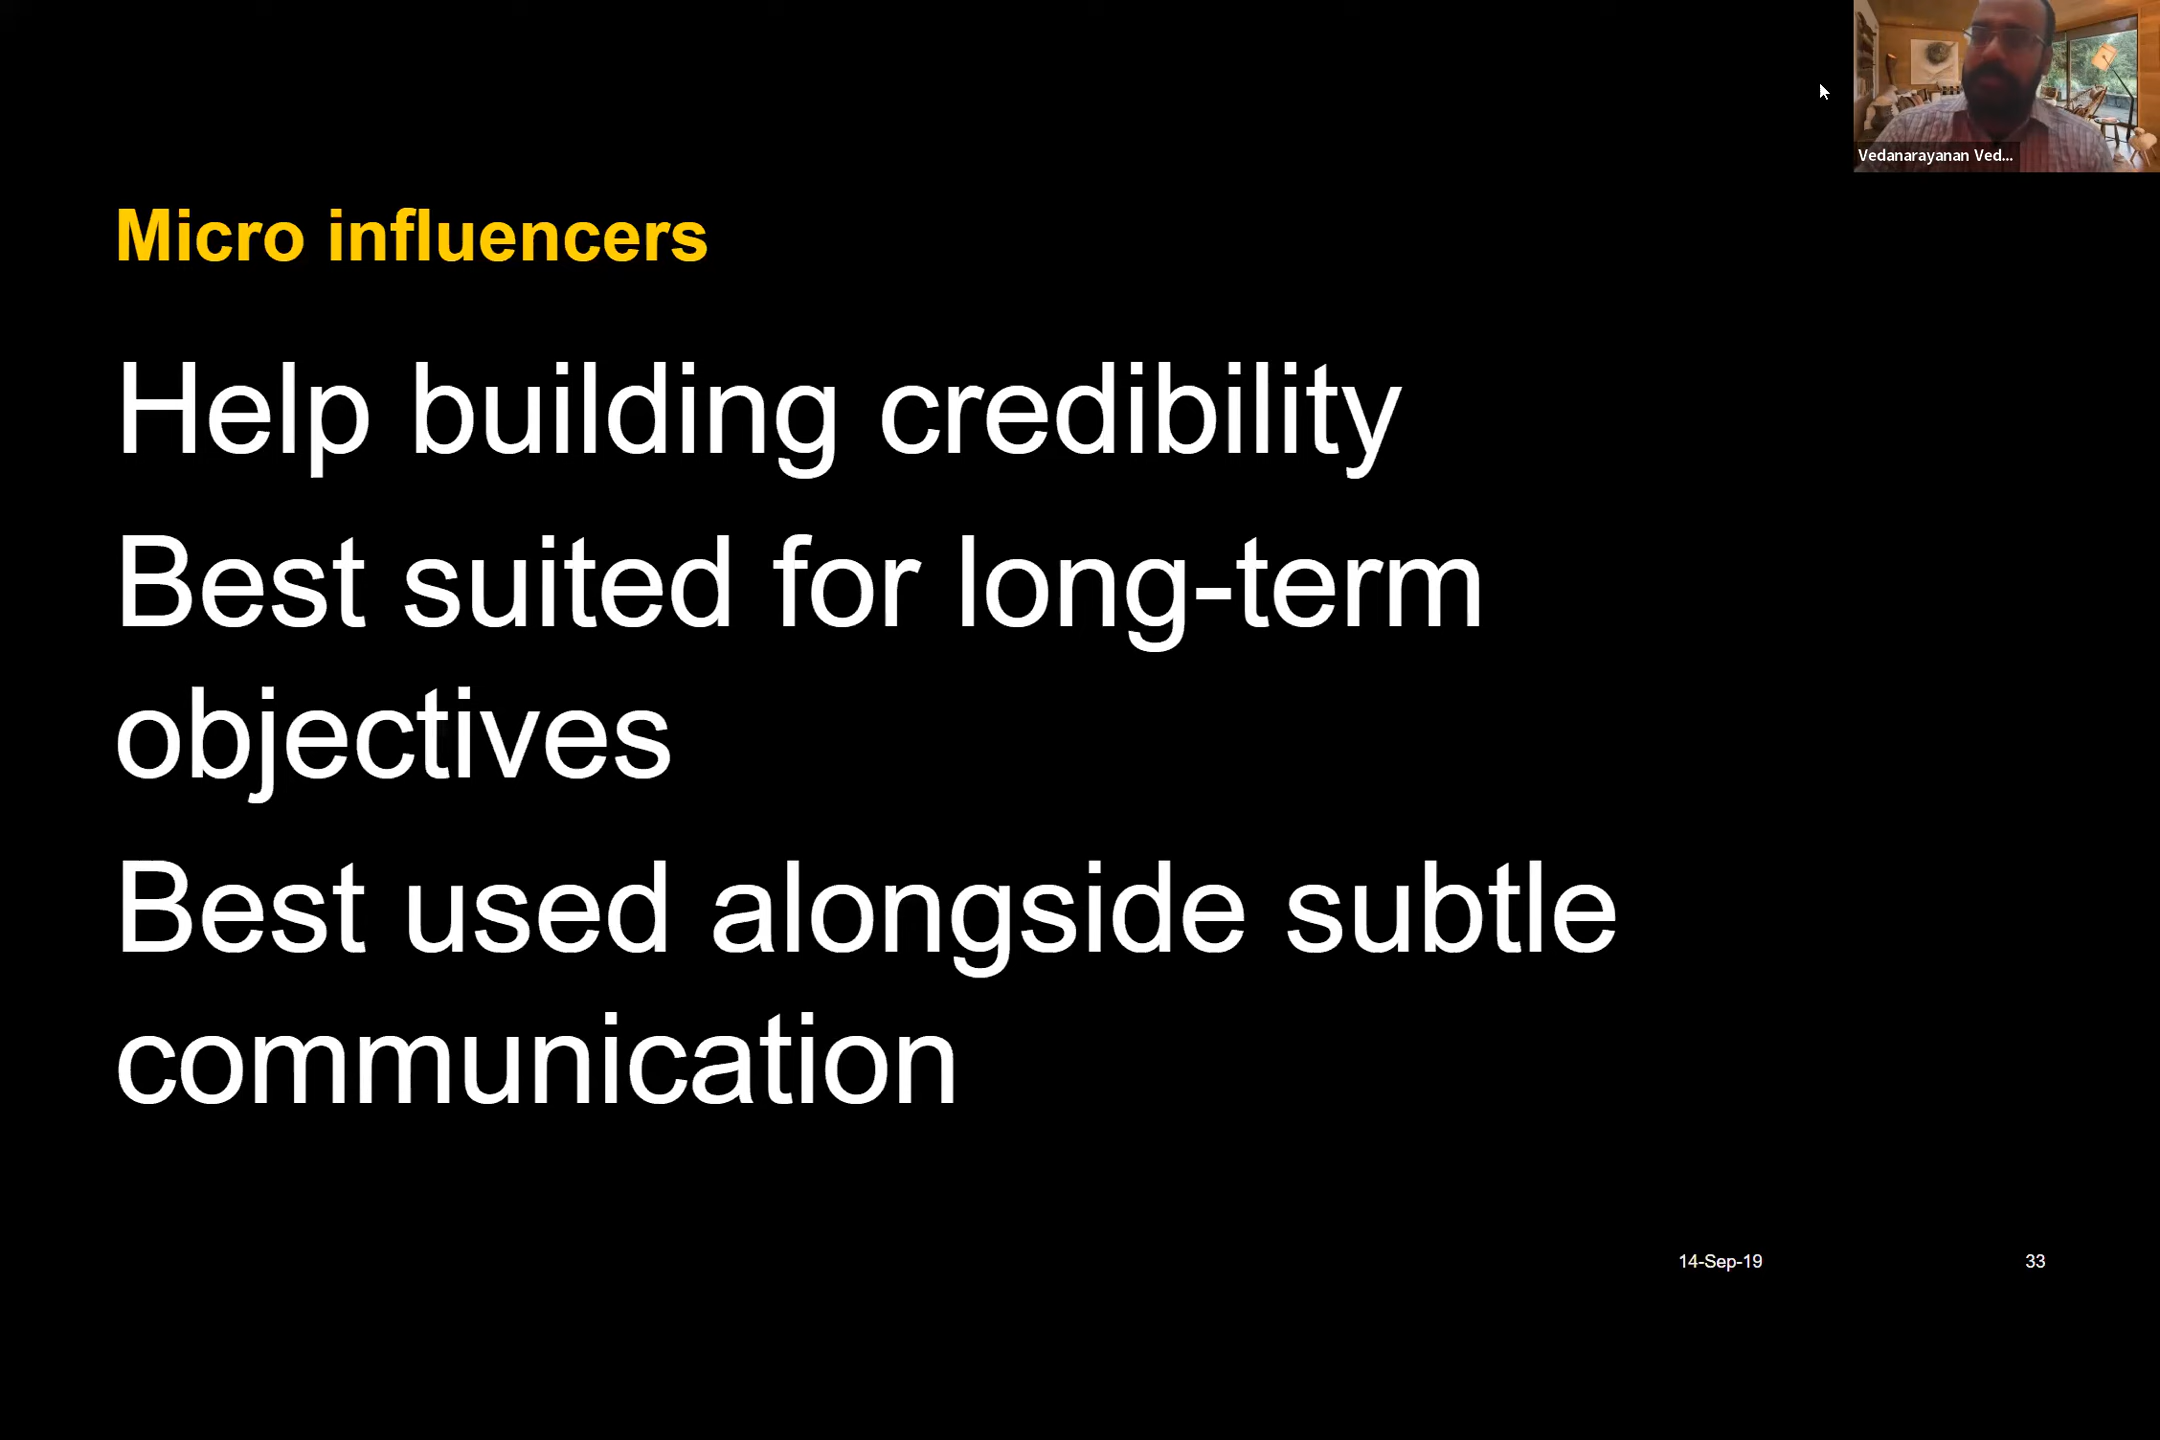 Vedanarayanan Ved...
Micro influencers
Help building credibility
Best suited for long-term
objectives
Best used alongside subtle
communication
14-Sep-19
33